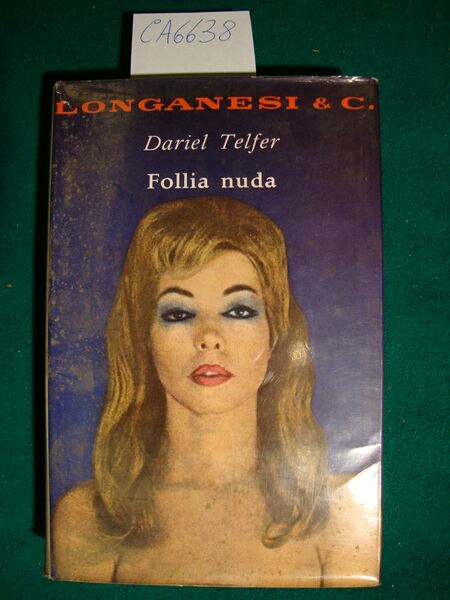 CA6638
LONGANESI & C.
Dariel Telfer
Follia nuda